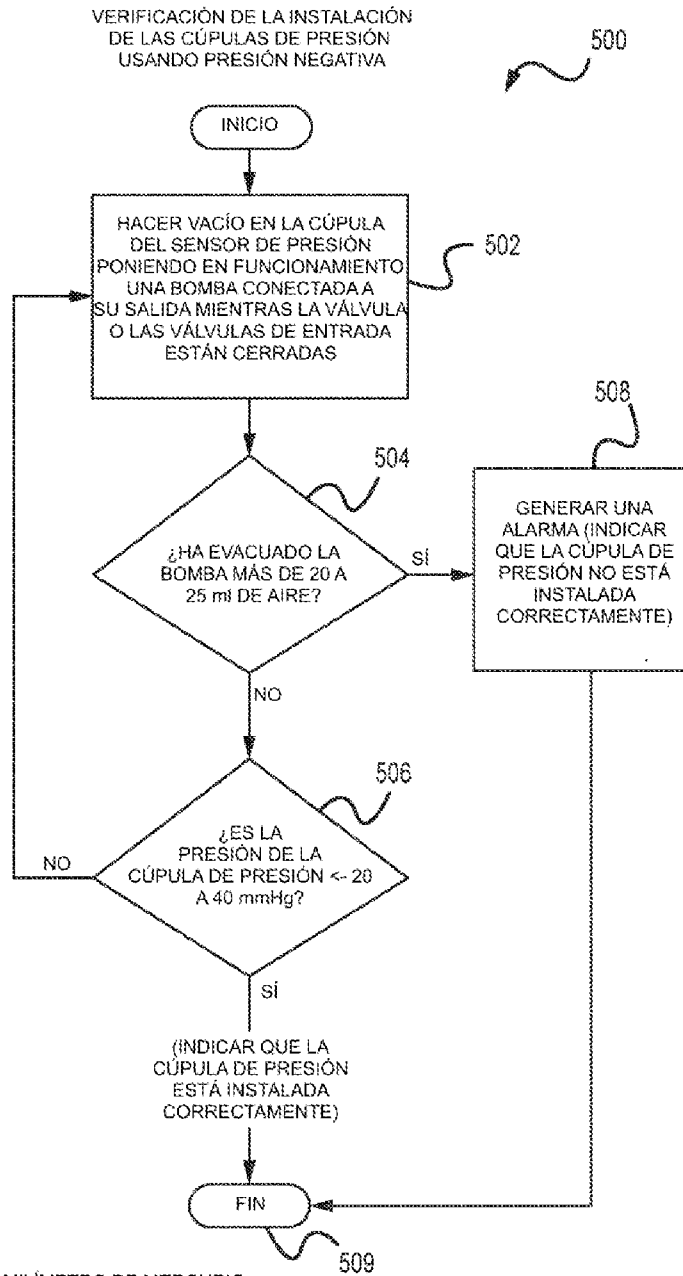 VERIFICACIÓN DE LA INSTALACIÓN
DE LAS CÚPULAS DE PRESIÓN
USANDO PRESIÓN NEGATIVA
500
INICIO
HACER VACÍO EN LA CÚPULA
DEL SENSOR DE PRESIÓN
PONIENDO EN FUNCIONAMIENTO
UNA BOMBA CONECTADA A
SU SALIDA MIENTRAS LA VÁLVULA
O LAS VÁLVULAS DE ENTRADA
ESTÁN CERRADAS
502
504
¿HA EVACUADO LA
BOMBA MÁS DE 20 A
25 ml DE AIRE?
SÍ
508
GENERAR UNA
ALARMA (INDICAR
QUE LA CÚPULA DE
PRESIÓN NO ESTÁ
INSTALADA
CORRECTAMENTE)
NO
506
¿ES LA
PRESIÓN DE LA
CÚPULA DE PRESIÓN <- 20
A 40 mmHg?
NO
SÍ
(INDICAR QUE LA
CÚPULA DE PRESIÓN
ESTÁ INSTALADA
CORRECTAMENTE)
FIN
509